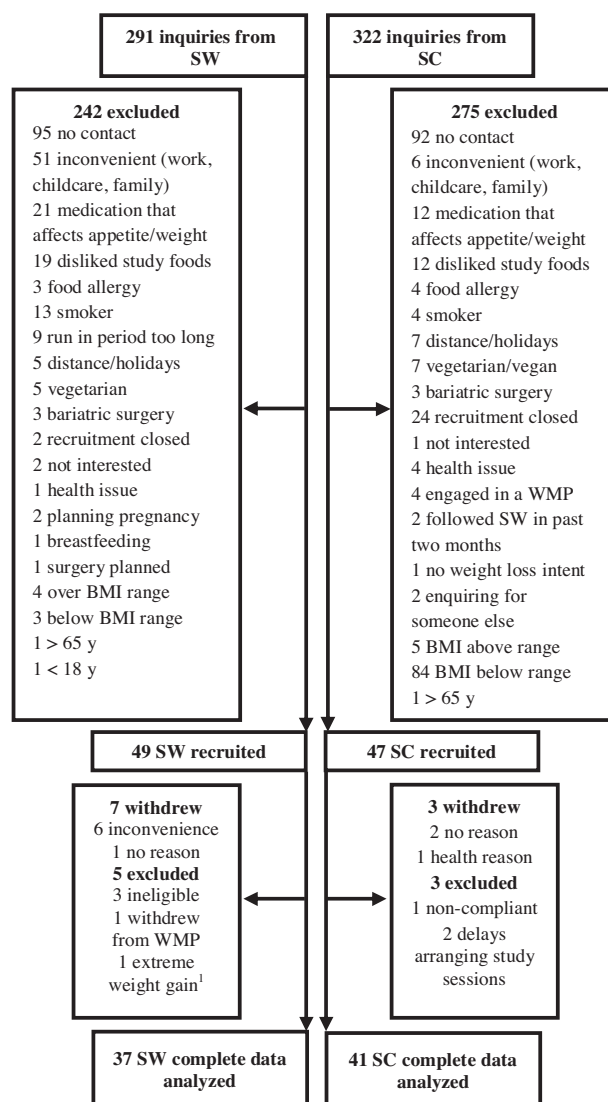 291 inquiries from
SW
322 inquiries from
SC
242 excluded
95 no contact
51 inconvenient (work,
childcare, family)
21 medication that
affects appetite/weight
19 disliked study foods
3 food allergy
13 smoker
9 run in period too long
5 distance/holidays
5 vegetarian
3 bariatric surgery
2 recruitment closed
2 not interested
1 health issue
2 planning pregnancy
1 breastfeeding
1 surgery planned
4 over BMI range
3 below BMI range
1 > 65 y
1 < 18 y
275 excluded
92 no contact
6 inconvenient (work,
childcare, family)
12 medication that
affects appetite/weight
12 disliked study foods
4 food allergy
4 smoker
7 distance/holidays
7 vegetarian/vegan
3 bariatric surgery
24 recruitment closed
1 not interested
4 health issue
4 engaged in a WMP
2 followed SW in past
two months
1 no weight loss intent
2 enquiring for
someone else
5 BMI above range
84 BMI below range
1 > 65 y
49 SW recruited
47 SC recruited
7 withdrew
6 inconvenience
1 no reason
5 excluded
3 ineligible
1 withdrew
from WMP
1 extreme
weight gain¹
3 withdrew
2 no reason
1 health reason
3 excluded
1 non-compliant
2 delays
arranging study
sessions
37 SW complete data
analyzed
41 SC complete data
analyzed